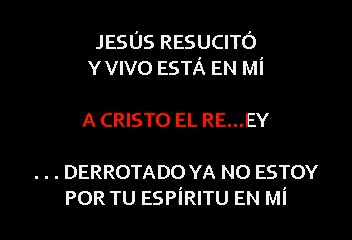 JESÚS RESUCITÓ
Y VIVO ESTÁ EN MÍ
A CRISTO EL RE...EY
... DERROTADO YA NO ESTOY
POR TU ESPÍRITU EN MÍ